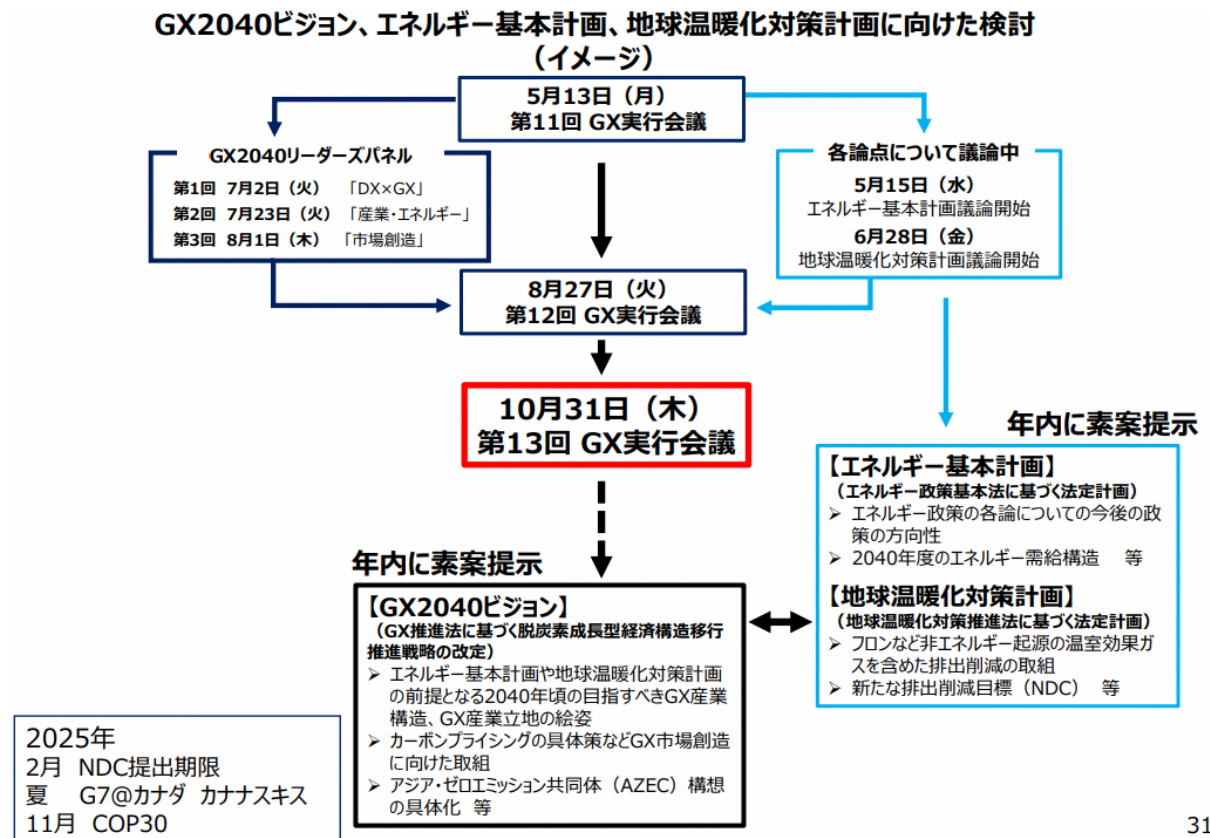 GX2040ビジョン、エネルギー基本計画、地球温暖化対策計画に向けた検討
（イメージ）
5月13日（月）
第11回 GX実行会議
GX2040リーダーズパネル
第1回 7月2日（火） 「DX×GX」
第2回 7月23日（火） 「産業・エネルギー」
第3回 8月1日（木） 「市場創造」
各論点について議論中
5月15日（水）
エネルギー基本計画議論開始
6月28日（金）
地球温暖化対策計画議論開始
8月27日（火）
第12回 GX実行会議
10月31日（木）
第13回 GX実行会議
年内に素案提示
【エネルギー基本計画】
（エネルギー政策基本法に基づく法定計画）
➢ エネルギー政策の各論についての今後の政
策の方向性
➢ 2040年度のエネルギー需給構造 等
【地球温暖化対策計画】
（地球温暖化対策推進法に基づく法定計画）
➢ フロンなど非エネルギー起源の温室効果ガ
スを含めた排出削減の取組
➢ 新たな排出削減目標（NDC） 等
年内に素案提示
【GX2040ビジョン】
（GX推進法に基づく脱炭素成長型経済構造移行
推進戦略の改定）
➢ エネルギー基本計画や地球温暖化対策計画
の前提となる2040年頃の目指すべきGX産業
構造、GX産業立地の絵姿
➢ カーボンプライシングの具体策などGX市場創造
に向けた取組
➢ アジア・ゼロエミッション共同体（AZEC）構想
の具体化 等
2025年
2月 NDC提出期限
夏 G7@カナダ カナナスキス
11月 COP30
31